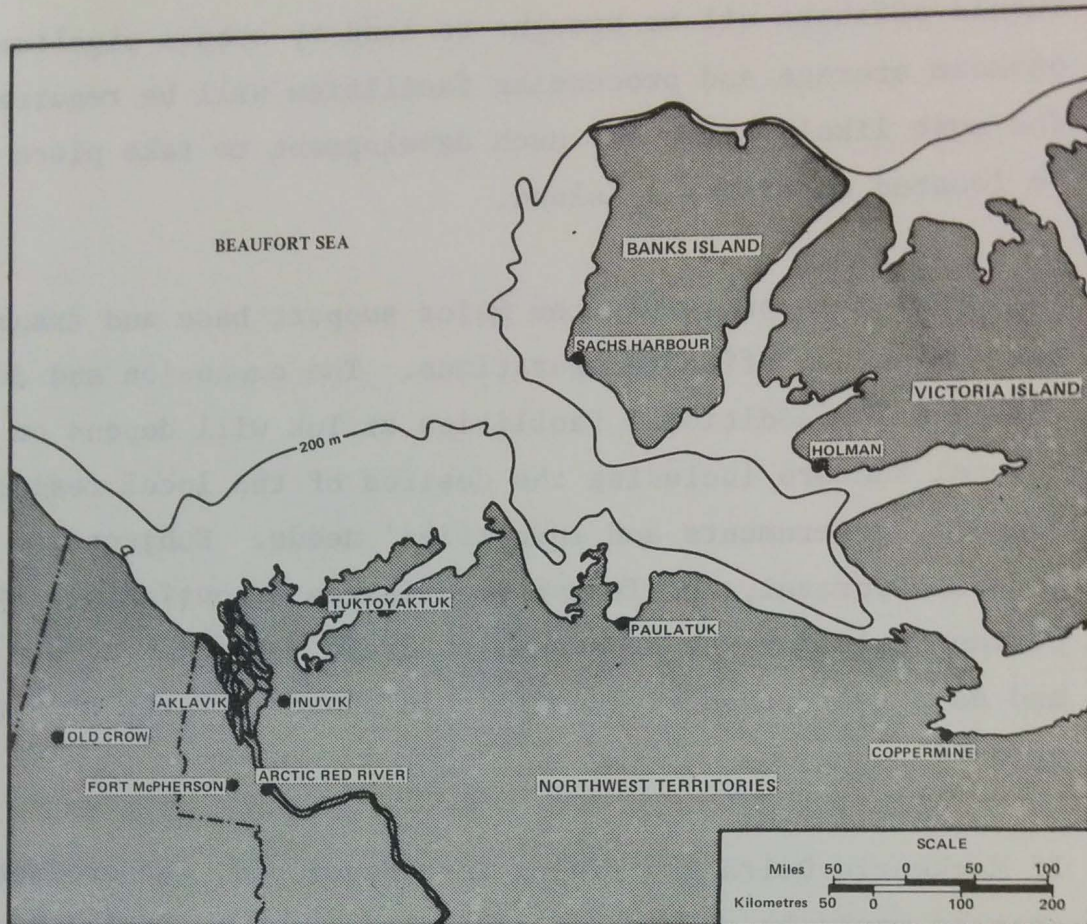 BEAUFORT SEA
BANKS ISLAND
SACHS HARBOUR
VICTORIA ISLAND
HOLMAN
200 m
TUKTOYAKTUK
PAULATUK
AKLAVIK
INUVIK
OLD CROW
COPPERMINE
FORT McPHERSON
ARCTIC RED RIVER
NORTHWEST TERRITORIES
SCALE
Miles 50 0 50 100
Kilometres 50 0 100 200